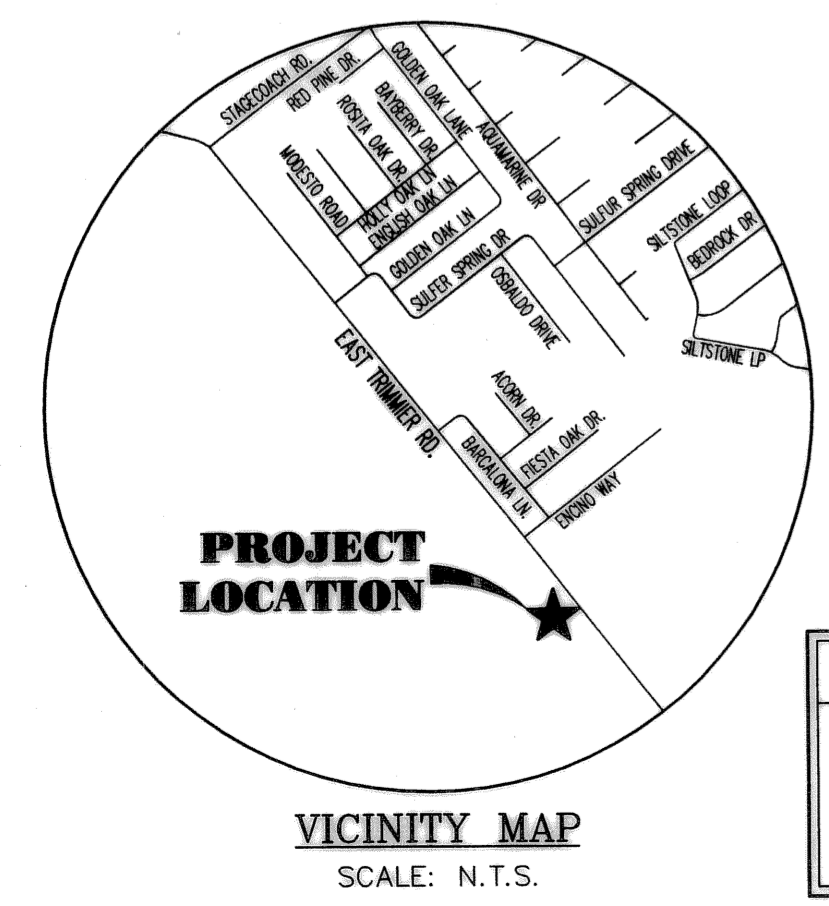 STAGECOACH RD.
RED PINE DR.
GOLDEN OAK LANE
BAYBERRY DR.
ROSITA OAK DR.
MODESTO ROAD
HOLLY OAK LN
ENGLISH OAK LN
GOLDEN OAK LN
AQUAMARINE DR
SULFUR SPRING DRIVE
SILTSTONE LOOP
BEDROCK DR.
SULFER SPRING DR
OSBALDO DRIVE
SILTSTONE LP
EAST TRIMMIER RD.
ACORN DR.
BARCALONA LN.
FIESTA OAK DR.
ENCINO WAY
PROJECT
LOCATION
VICINITY MAP
SCALE: N.T.S.